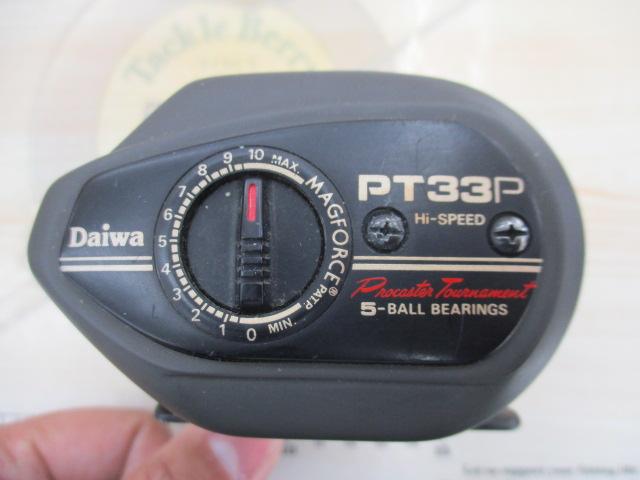 Tackle Berry
Daiwa
10 MAX.
9
8
7
6
5
4
3
2
1
0 MIN.
MAGFORCE® PAT.P.
PT33P
Hi-SPEED
Procaster Tournament
5-BALL BEARINGS